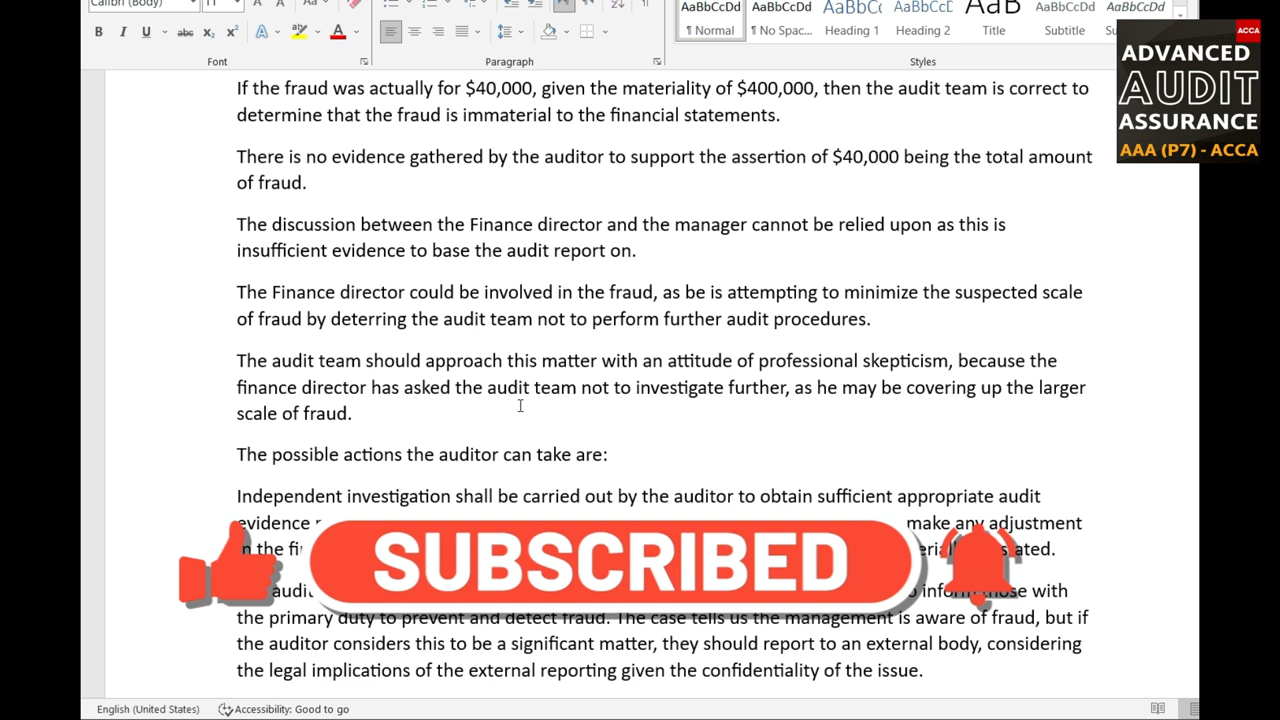 Calibri (Body)
11
Aa
AaBbCcDd AaBbCcDd AaBbCc AaBbCcD AaB AaBbCcDd AaBbCcDd
B I U abc x₂ x² A A
¶ Normal ¶ No Spac... Heading 1 Heading 2 Title Subtitle
Font Paragraph Styles
ACCA
ADVANCED
AUDIT
ASSURANCE
AAA (P7) - ACCA
If the fraud was actually for $40,000, given the materiality of $400,000, then the audit team is correct to
determine that the fraud is immaterial to the financial statements.
There is no evidence gathered by the auditor to support the assertion of $40,000 being the total amount
of fraud.
The discussion between the Finance director and the manager cannot be relied upon as this is
insufficient evidence to base the audit report on.
The Finance director could be involved in the fraud, as be is attempting to minimize the suspected scale
of fraud by deterring the audit team not to perform further audit procedures.
The audit team should approach this matter with an attitude of professional skepticism, because the
finance director has asked the audit team not to investigate further, as he may be covering up the larger
scale of fraud.
The possible actions the auditor can take are:
Independent investigation shall be carried out by the auditor to obtain sufficient appropriate audit
evidence make any adjustment
the
SUBSCRIBED
audit with
the primary duty to prevent and detect fraud. The case tells us the management is aware of fraud, but if
the auditor considers this to be a significant matter, they should report to an external body, considering
the legal implications of the external reporting given the confidentiality of the issue.
English (United States) Accessibility: Good to go